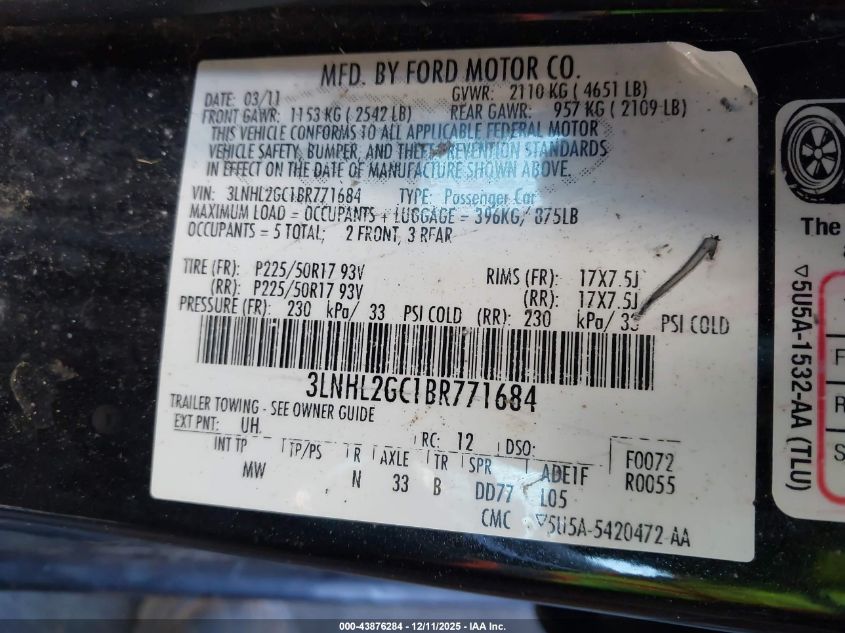 MFD. BY FORD MOTOR CO.
DATE: 03/11 GVWR: 2110 KG ( 4651 LB)
FRONT GAWR: 1153 KG ( 2542 LB) REAR GAWR: 957 KG ( 2109 LB)
THIS VEHICLE CONFORMS TO ALL APPLICABLE FEDERAL MOTOR
VEHICLE SAFETY, BUMPER, AND THEFT PREVENTION STANDARDS
IN EFFECT ON THE DATE OF MANUFACTURE SHOWN ABOVE.
VIN: 3LNHL2GC1BR771684 TYPE: Passenger Car
MAXIMUM LOAD = OCCUPANTS + LUGGAGE = 396KG/ 875LB
OCCUPANTS = 5 TOTAL; 2 FRONT, 3 REAR
TIRE (FR): P225/50R17 93V RIMS (FR): 17X7.5J
(RR): P225/50R17 93V (RR): 17X7.5J
PRESSURE (FR): 230 kPa/ 33 PSI COLD (RR): 230 kPa/ 33 PSI COLD
3LNHL2GC1BR771684
TRAILER TOWING - SEE OWNER GUIDE
EXT PNT: UH RC: 12 DSO:
INT TP TP/PS R AXLE TR SPR ADE1F F0072
MW N 33 B DD77 L05 R0055
CMC ▽5U5A-5420472-AA
The
▽5U5A-1532-AA (TLU)
F
R
S
000-43876284 - 12/11/2025 - IAA Inc.